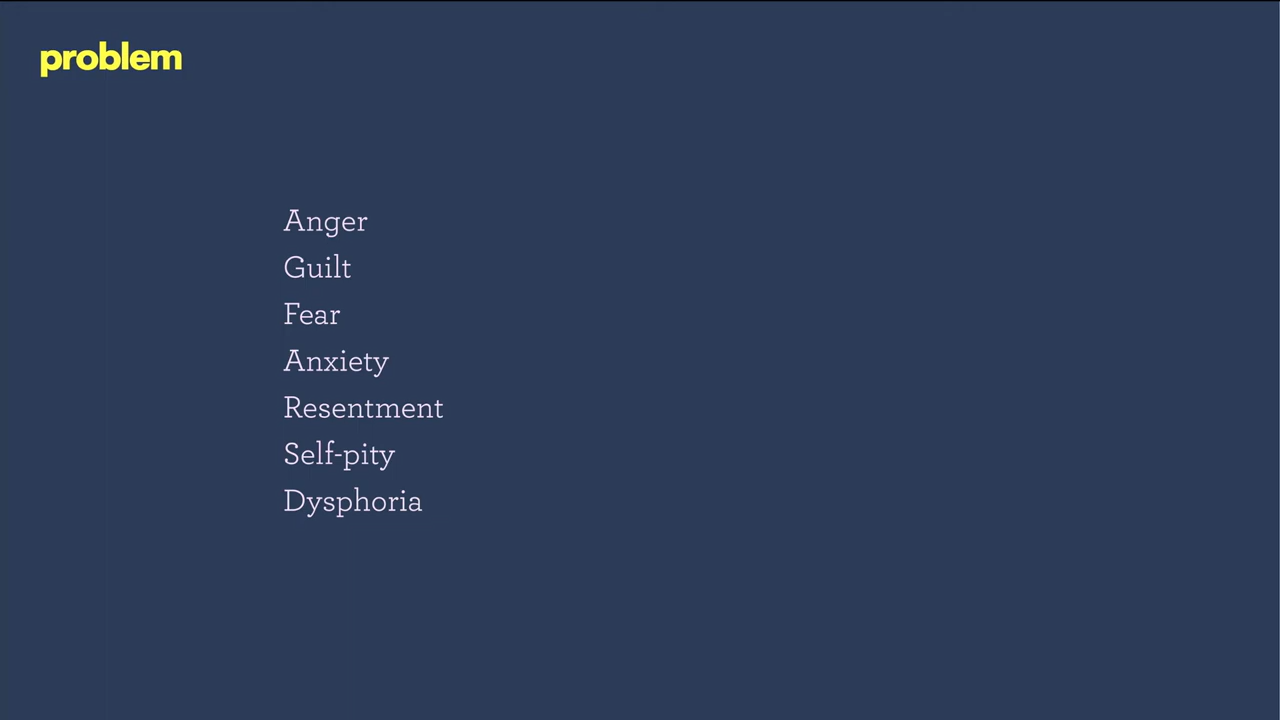 problem
Anger
Guilt
Fear
Anxiety
Resentment
Self-pity
Dysphoria